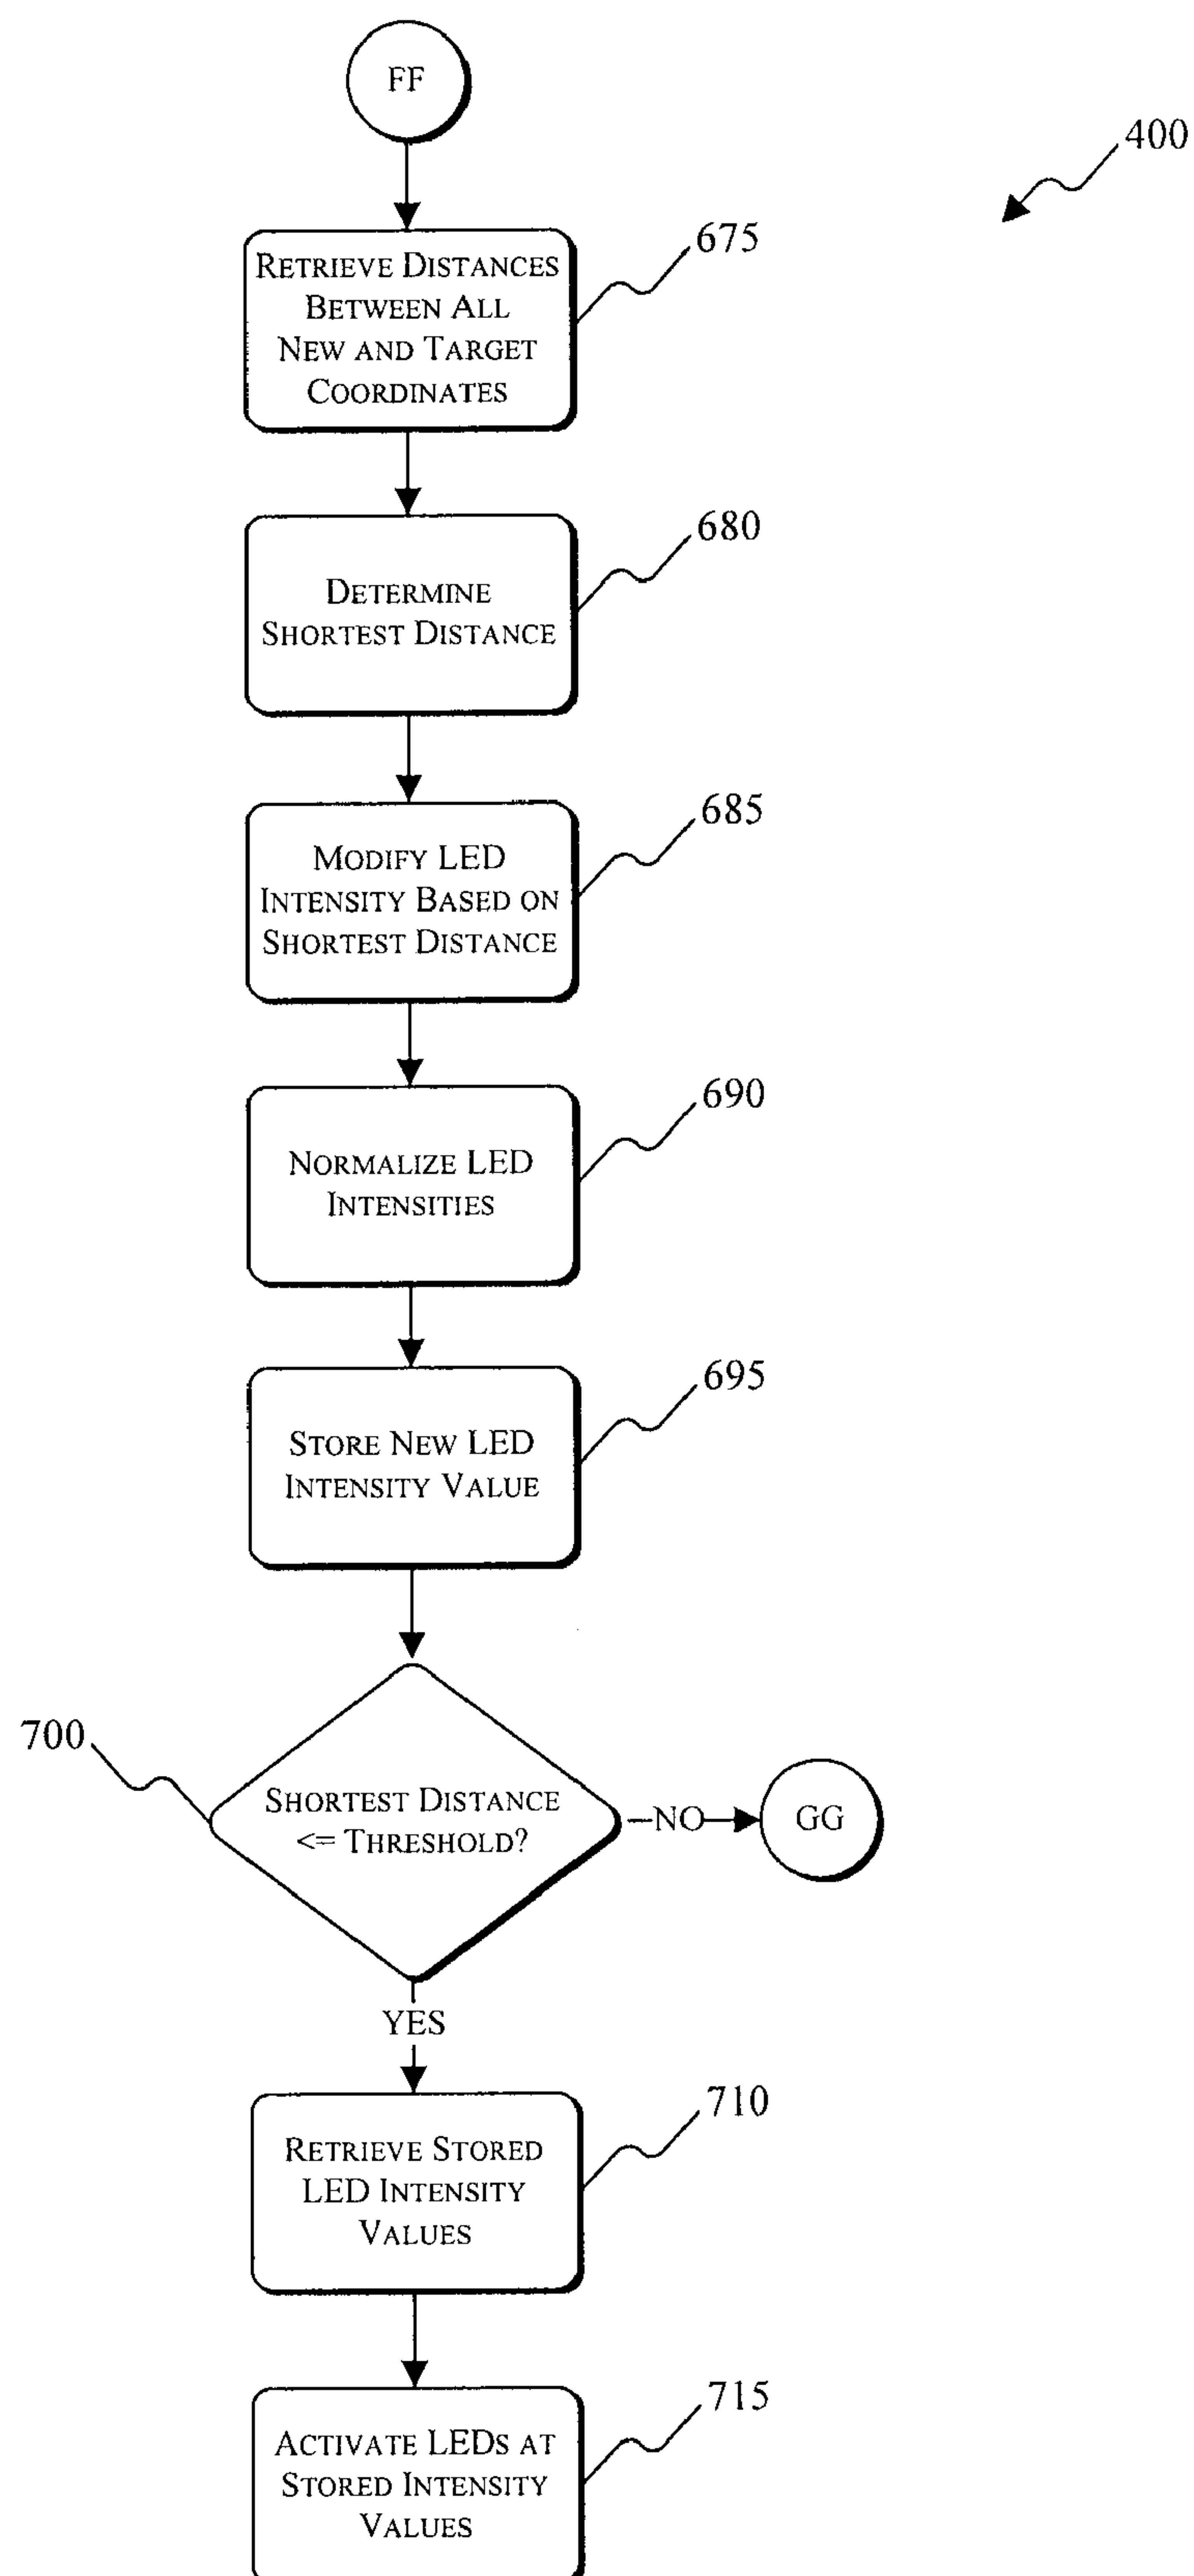 FF
400
675
RETRIEVE DISTANCES
BETWEEN ALL
NEW AND TARGET
COORDINATES
680
DETERMINE
SHORTEST DISTANCE
685
MODIFY LED
INTENSITY BASED ON
SHORTEST DISTANCE
690
NORMALIZE LED
INTENSITIES
695
STORE NEW LED
INTENSITY VALUE
700
SHORTEST DISTANCE
<= THRESHOLD?
NO
GG
YES
710
RETRIEVE STORED
LED INTENSITY
VALUES
715
ACTIVATE LEDS AT
STORED INTENSITY
VALUES